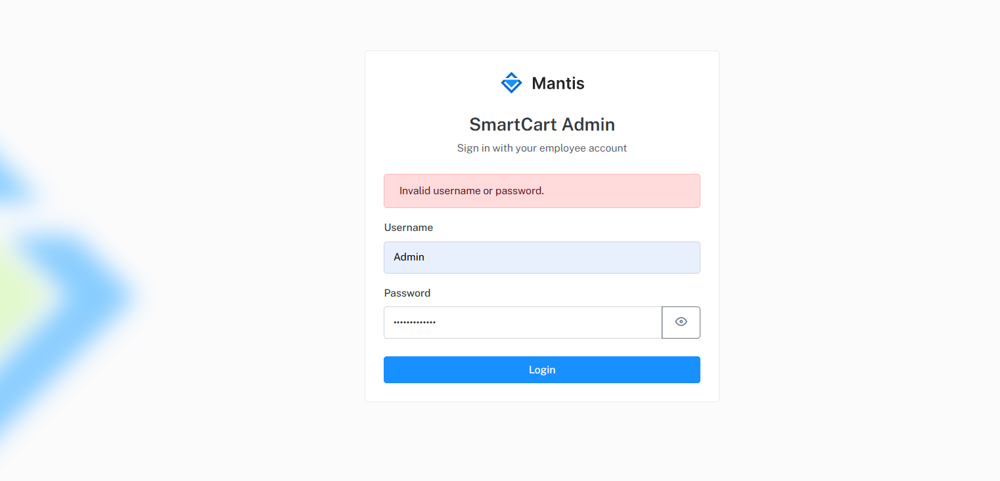 Mantis
SmartCart Admin
Sign in with your employee account
Invalid username or password.
Username
Admin
Password
•••••••••••••
Login